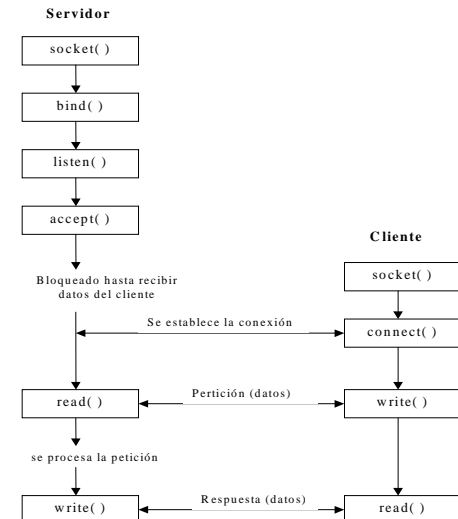 Servidor
socket( )
bind( )
listen( )
accept( )
Bloqueado hasta recibir
datos del cliente
Cliente
socket( )
Se establece la conexión
connect( )
read( )
Pertición (datos)
write( )
se procesa la petición
write( )
Respuesta (datos)
read( )